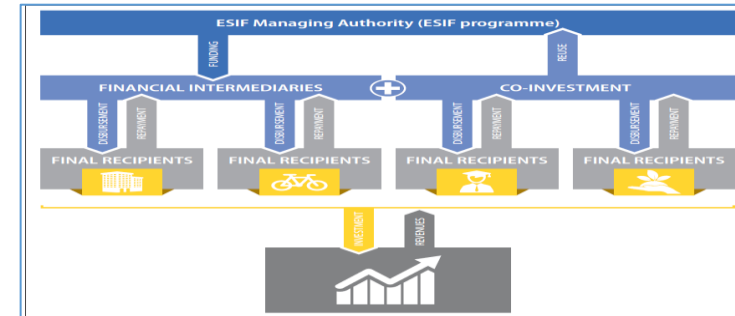 ESIF Managing Authority (ESIF programme)
FUNDING
REUSE
FINANCIAL INTERMEDIARIES
CO-INVESTMENT
DISBURSEMENT
REPAYMENT
DISBURSEMENT
REPAYMENT
DISBURSEMENT
REPAYMENT
DISBURSEMENT
REPAYMENT
FINAL RECIPIENTS
FINAL RECIPIENTS
FINAL RECIPIENTS
FINAL RECIPIENTS
INVESTMENT
REVENUES